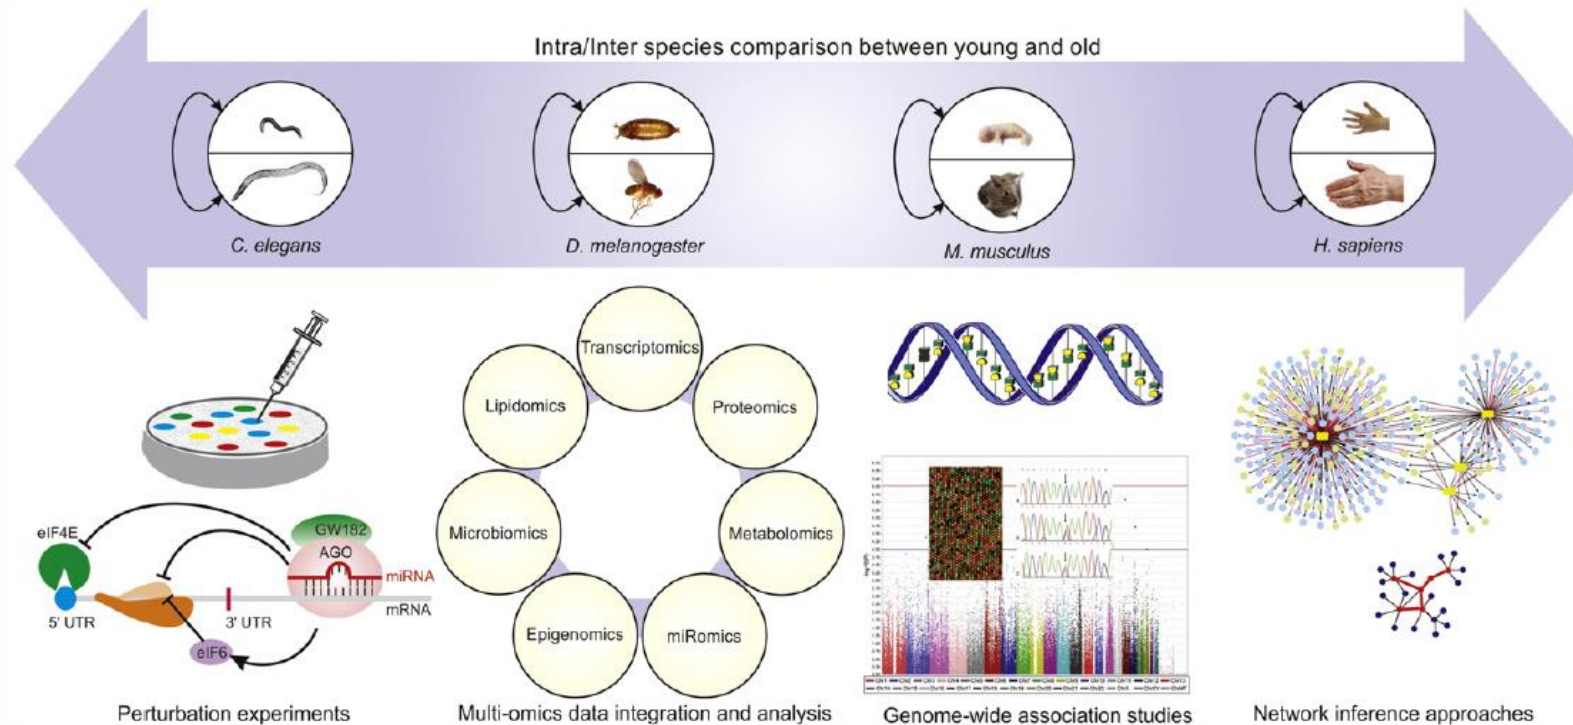 Intra/Inter species comparison between young and old
C. elegans
D. melanogaster
M. musculus
H. sapiens
Transcriptomics
Lipidomics
Proteomics
Microbiomics
Metabolomics
Epigenomics
miRomics
eIF4E
GW182
AGO
miRNA
mRNA
5' UTR
3' UTR
eIF6
Perturbation experiments
Multi-omics data integration and analysis
Genome-wide association studies
Network inference approaches